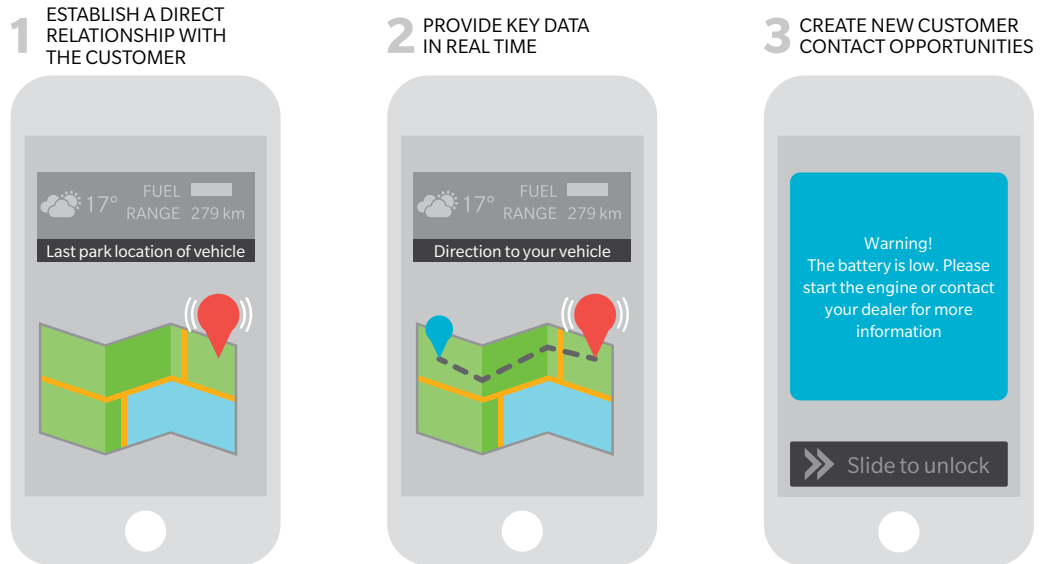 1
ESTABLISH A DIRECT
RELATIONSHIP WITH
THE CUSTOMER
17°
FUEL
RANGE 279 km
Last park location of vehicle
2
PROVIDE KEY DATA
IN REAL TIME
17°
FUEL
RANGE 279 km
Direction to your vehicle
3
CREATE NEW CUSTOMER
CONTACT OPPORTUNITIES
Warning!
The battery is low. Please
start the engine or contact
your dealer for more
information
Slide to unlock